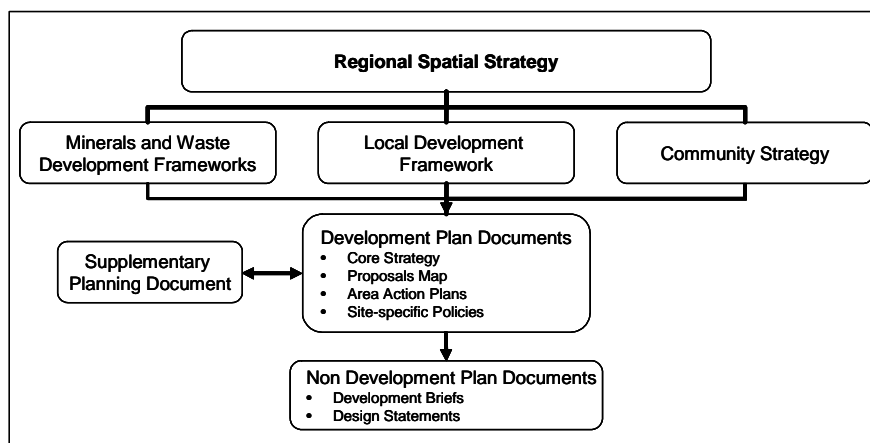 Regional Spatial Strategy
Minerals and Waste
Development Frameworks
Local Development
Framework
Community Strategy
Supplementary
Planning Document
Development Plan Documents
• Core Strategy
• Proposals Map
• Area Action Plans
• Site-specific Policies
Non Development Plan Documents
• Development Briefs
• Design Statements